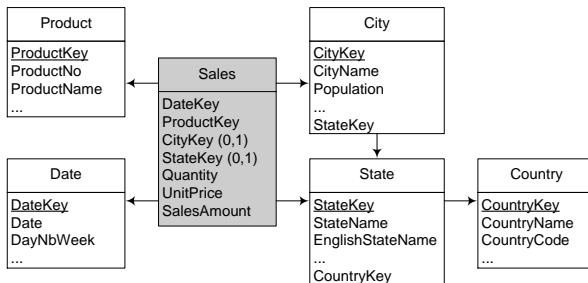 Product
ProductKey
ProductNo
ProductName
...
Sales
DateKey
ProductKey
CityKey (0,1)
StateKey (0,1)
Quantity
UnitPrice
SalesAmount
City
CityKey
CityName
Population
...
StateKey
Date
DateKey
Date
DayNbWeek
...
State
StateKey
StateName
EnglishStateName
...
CountryKey
Country
CountryKey
CountryName
CountryCode
...